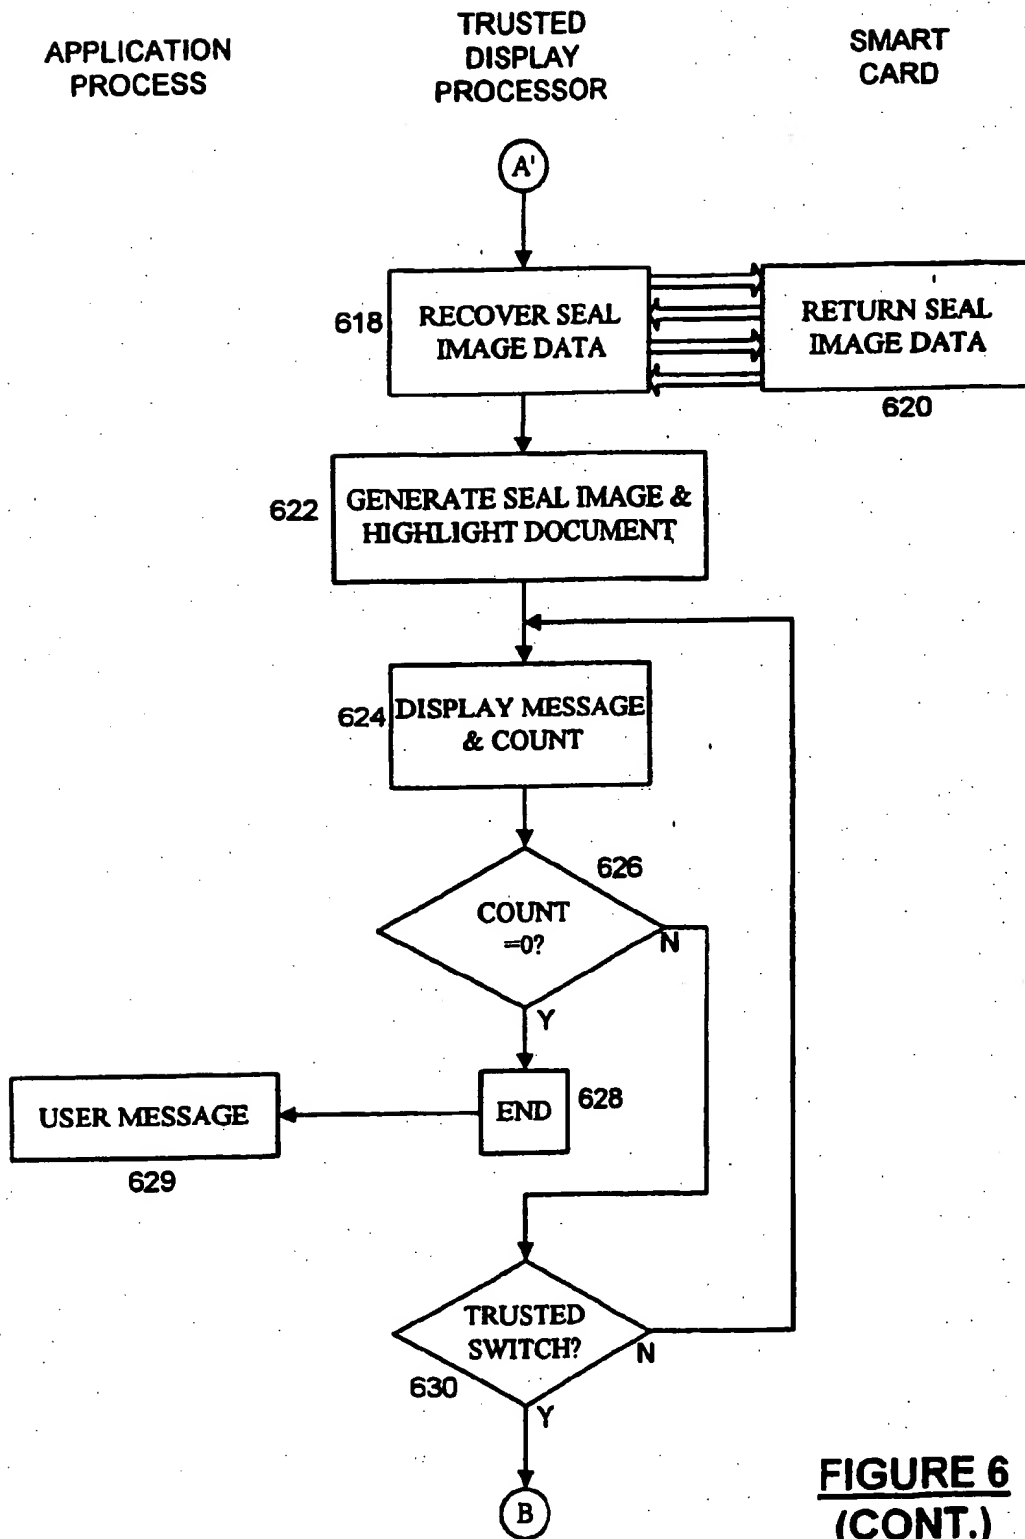 APPLICATION
PROCESS
TRUSTED
DISPLAY
PROCESSOR
SMART
CARD
A'
618
RECOVER SEAL
IMAGE DATA
RETURN SEAL
IMAGE DATA
620
622
GENERATE SEAL IMAGE &
HIGHLIGHT DOCUMENT
624
DISPLAY MESSAGE
& COUNT
626
COUNT
=0?
N
Y
USER MESSAGE
629
END
628
TRUSTED
SWITCH?
N
630
Y
B
FIGURE 6
(CONT.)